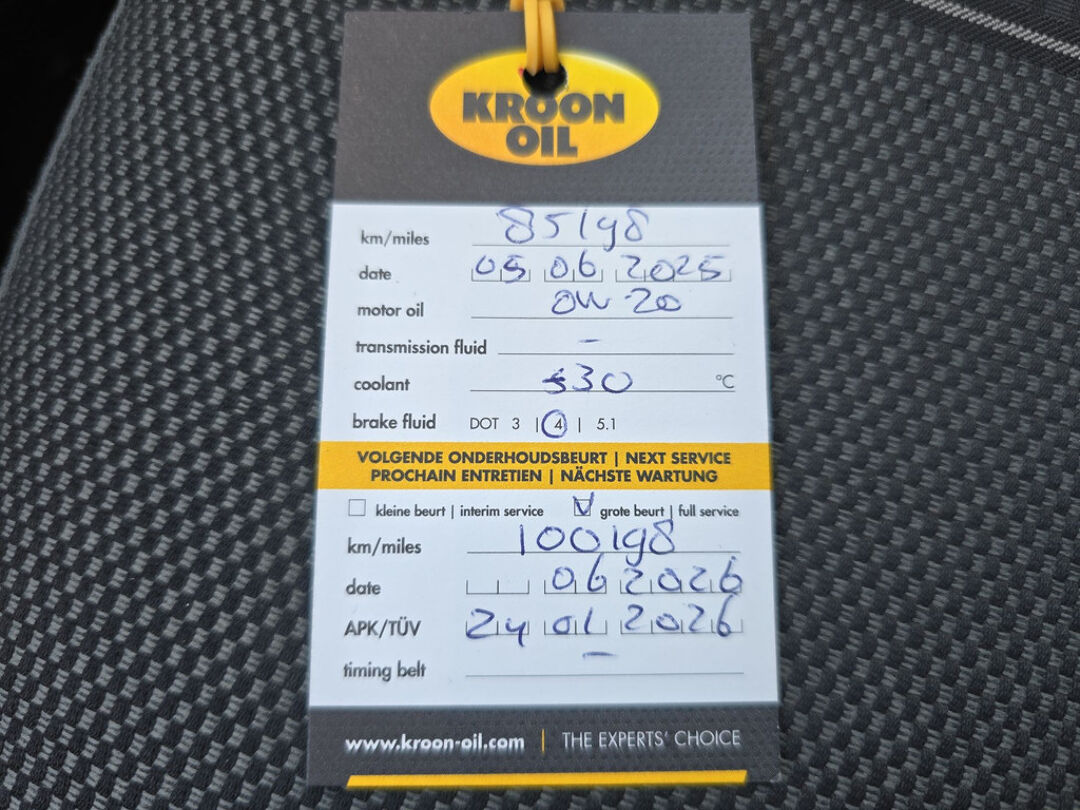 KROON
OIL
km/miles 85198
date 05 06 2025
motor oil 0W-20
transmission fluid -
coolant -30 °C
brake fluid DOT 3 | 4 | 5.1
VOLGENDE ONDERHOUDSBEURT | NEXT SERVICE
PROCHAIN ENTRETIEN | NÄCHSTE WARTUNG
kleine beurt | interim service grote beurt | full service
km/miles 100198
date 06 2026
APK/TÜV 24 01 2026
timing belt -
www.kroon-oil.com | THE EXPERTS' CHOICE